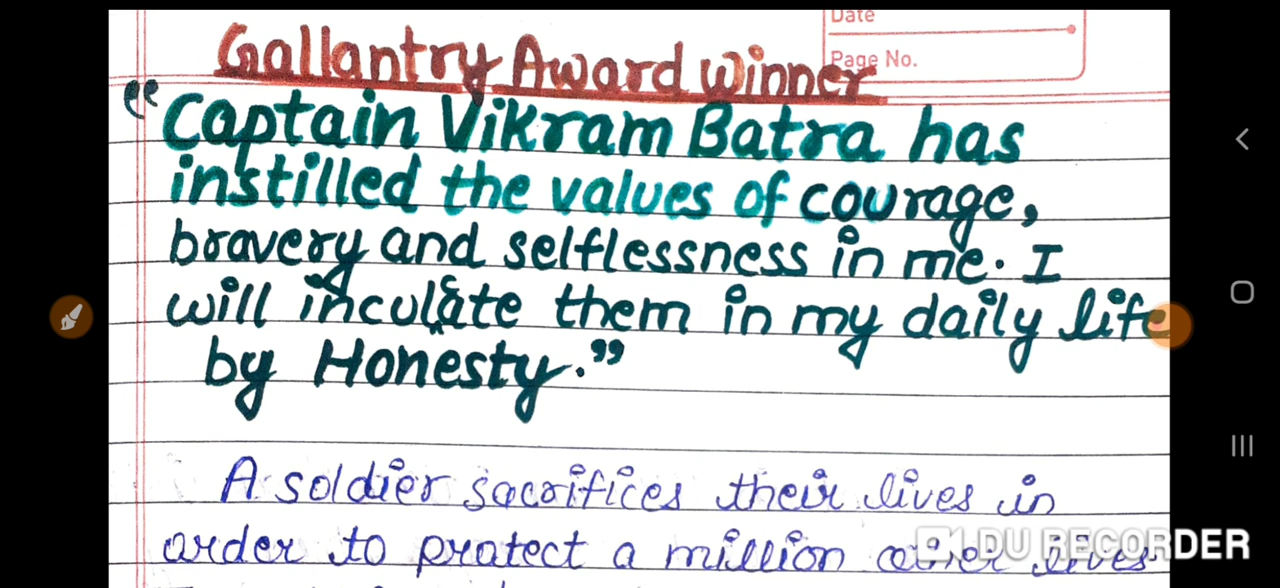 Date
Page No.
Gallantry Award Winner
“Captain Vikram Batra has
instilled the values of courage,
bravery and selflessness in me. I
will inculcate them in my daily life
by Honesty.”
A soldier sacrifices their lives in
order to protect a million other lives.
DU RECORDER